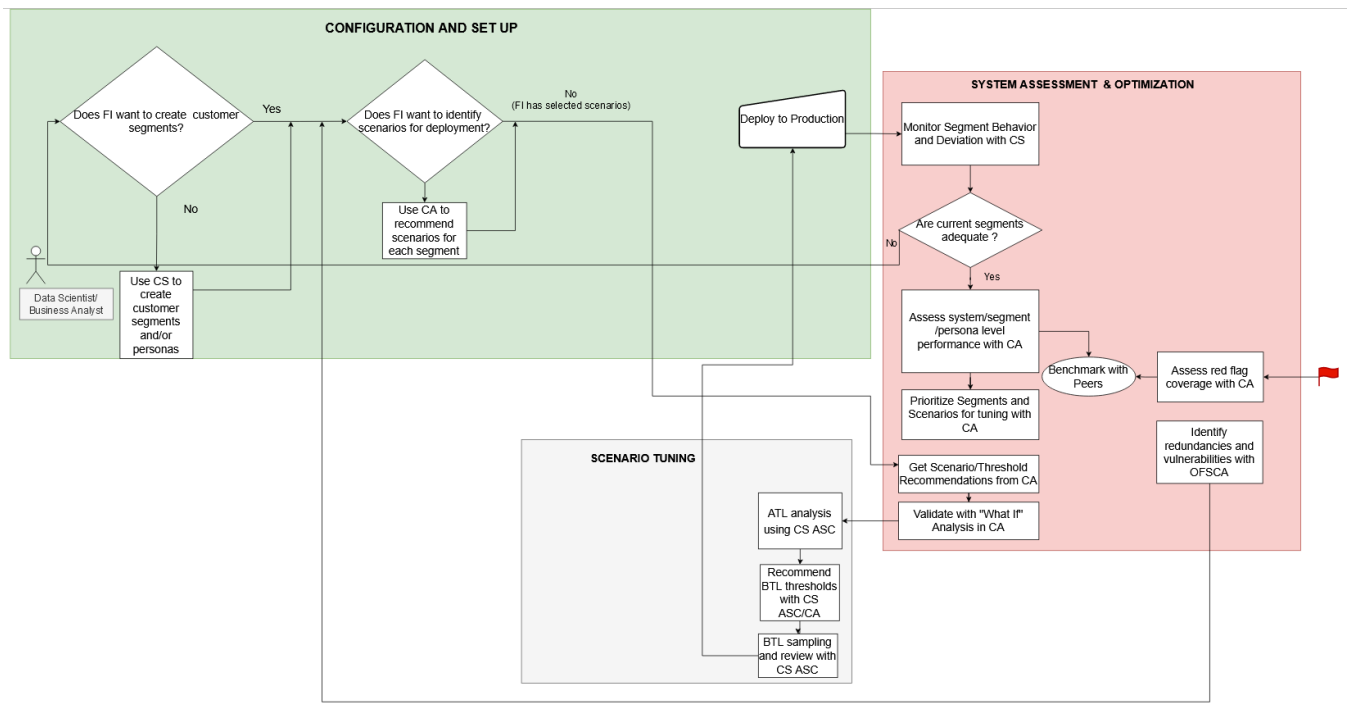 CONFIGURATION AND SET UP
Does FI want to create customer
segments?
Yes
No
Use CS to
create
customer
segments
and/or
personas
Data Scientist/
Business Analyst
Does FI want to identify
scenarios for deployment?
No
(FI has selected scenarios)
Use CA to
recommend
scenarios for
each segment
Deploy to Production
SYSTEM ASSESSMENT & OPTIMIZATION
Monitor Segment Behavior
and Deviation with CS
Are current segments
adequate ?
No
Yes
Assess system/segment
/persona level
performance with CA
Benchmark with
Peers
Assess red flag
coverage with CA
Prioritize Segments and
Scenarios for tuning with
CA
Identify
redundancies and
vulnerabilities with
OFSCA
Get Scenario/Threshold
Recommendations from CA
Validate with "What If"
Analysis in CA
SCENARIO TUNING
ATL analysis
using CS ASC
Recommend
BTL thresholds
with CS
ASC/CA
BTL sampling
and review with
CS ASC